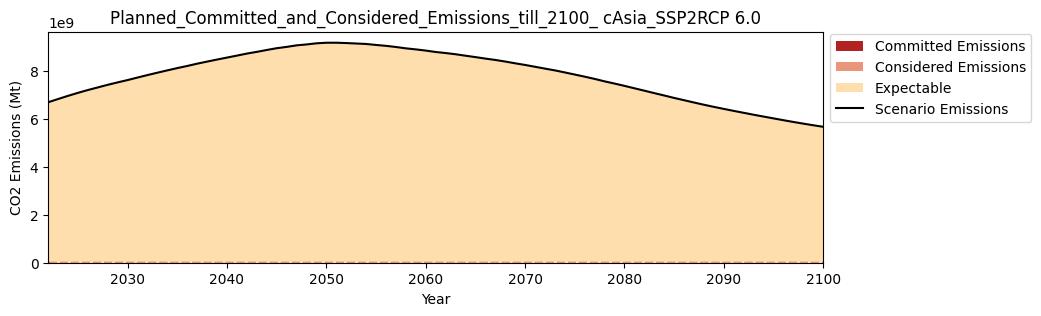 Planned_Committed_and_Considered_Emissions_till_2100_ cAsia_SSP2RCP 6.0
1e9
8
6
4
2
0
CO2 Emissions (Mt)
2030 2040 2050 2060 2070 2080 2090 2100
Year
Committed Emissions
Considered Emissions
Expectable
Scenario Emissions